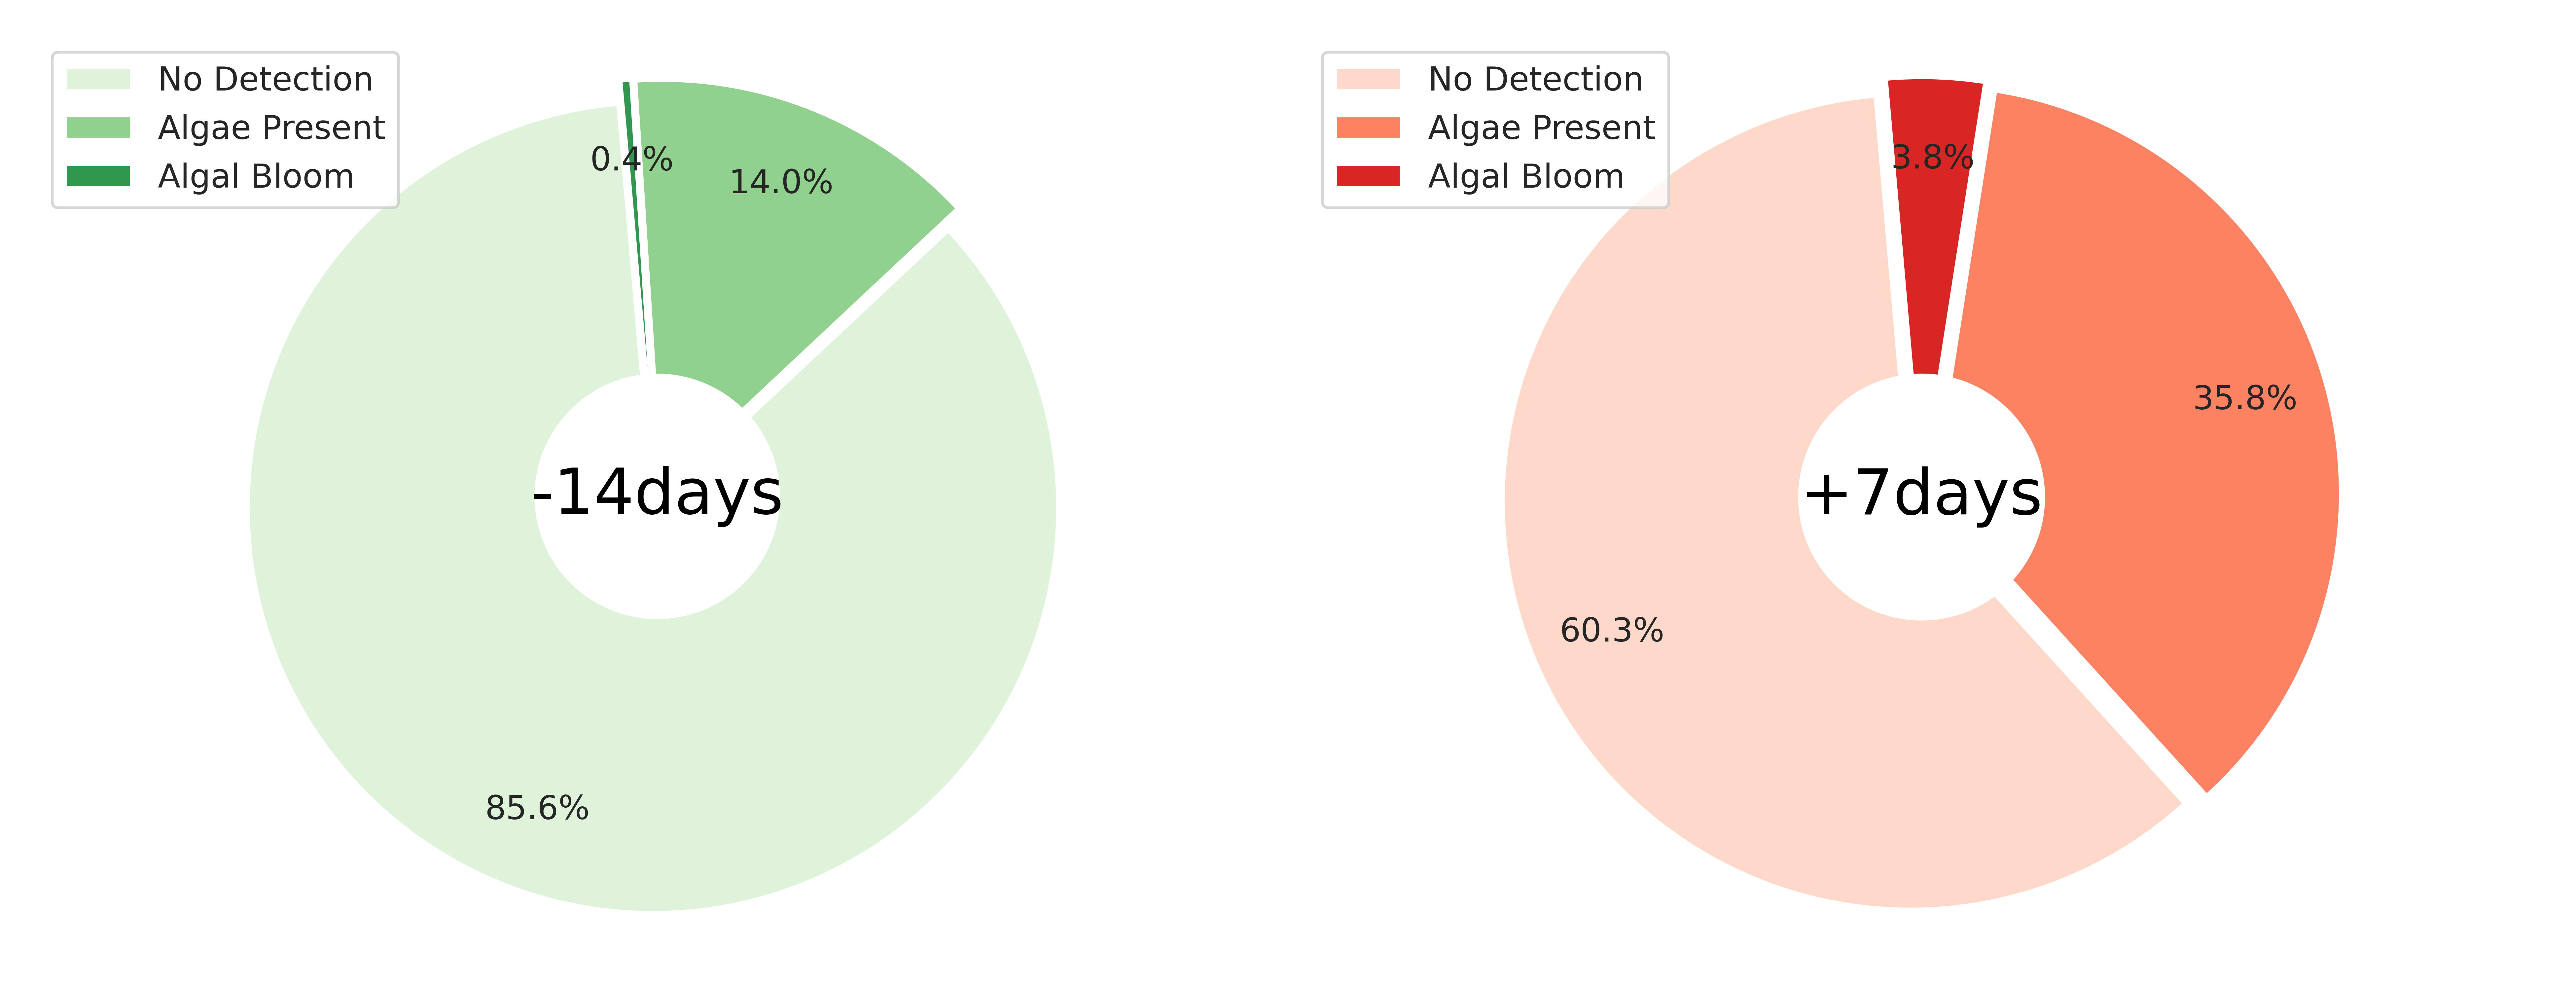 No Detection
Algae Present
Algal Bloom
0.4%
14.0%
-14days
85.6%
No Detection
Algae Present
Algal Bloom
3.8%
35.8%
+7days
60.3%